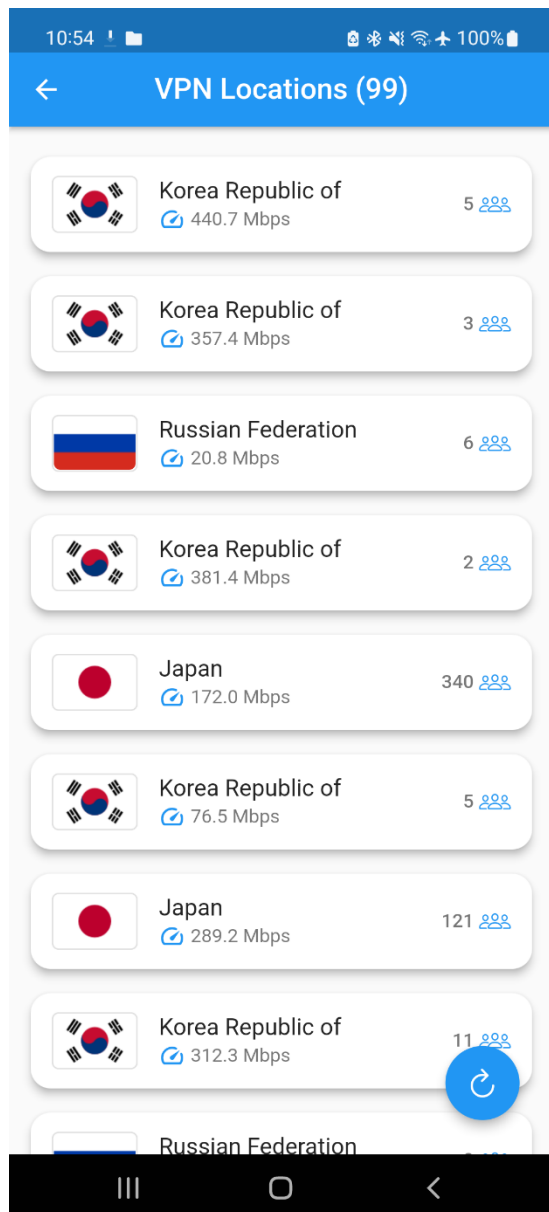 10:54 100%
VPN Locations (99)
Korea Republic of
440.7 Mbps
5
Korea Republic of
357.4 Mbps
3
Russian Federation
20.8 Mbps
6
Korea Republic of
381.4 Mbps
2
Japan
172.0 Mbps
340
Korea Republic of
76.5 Mbps
5
Japan
289.2 Mbps
121
Korea Republic of
312.3 Mbps
11
Russian Federation